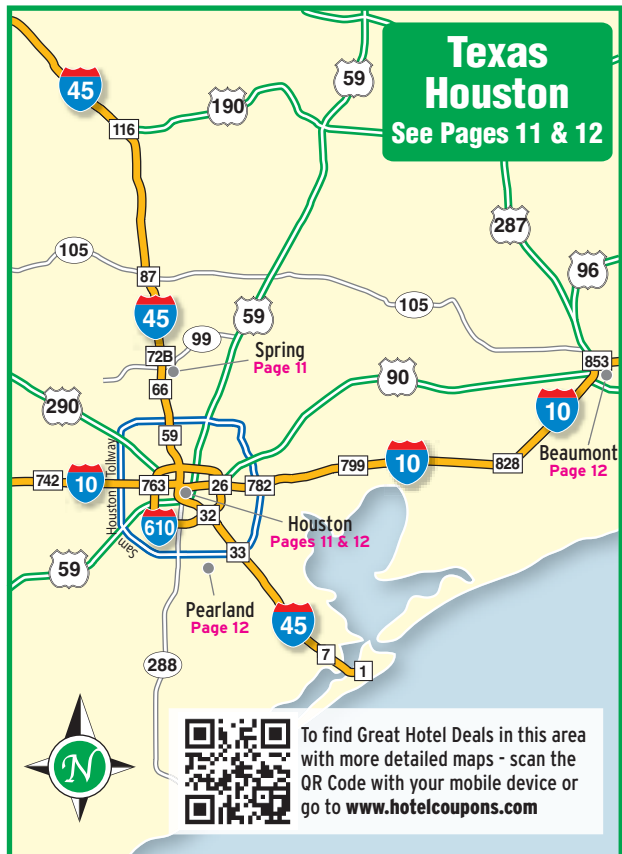 Texas
Houston
See Pages 11 & 12
45
59
190
116
287
96
105
87
105
45
59
99
72B
Spring
Page 11
853
66
90
290
10
59
Beaumont
Page 12
Houston Tollway
Sam
742
10
763
26
782
799
10
828
610
32
Houston
Pages 11 & 12
33
59
Pearland
Page 12
45
288
7
1
N
To find Great Hotel Deals in this area
with more detailed maps - scan the
QR Code with your mobile device or
go to www.hotelcoupons.com